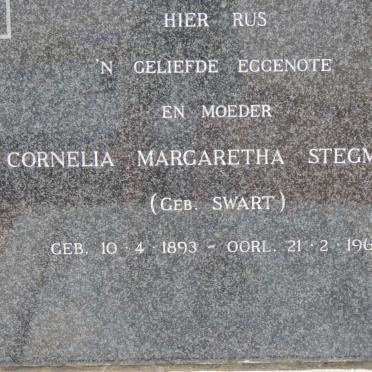 HIER RUS
'N GELIEFDE EGGENOTE
EN MOEDER
CORNELIA MARGARETHA
(GEB. SWART)
GEB. 10·4·1893 – OORL. 21·2·